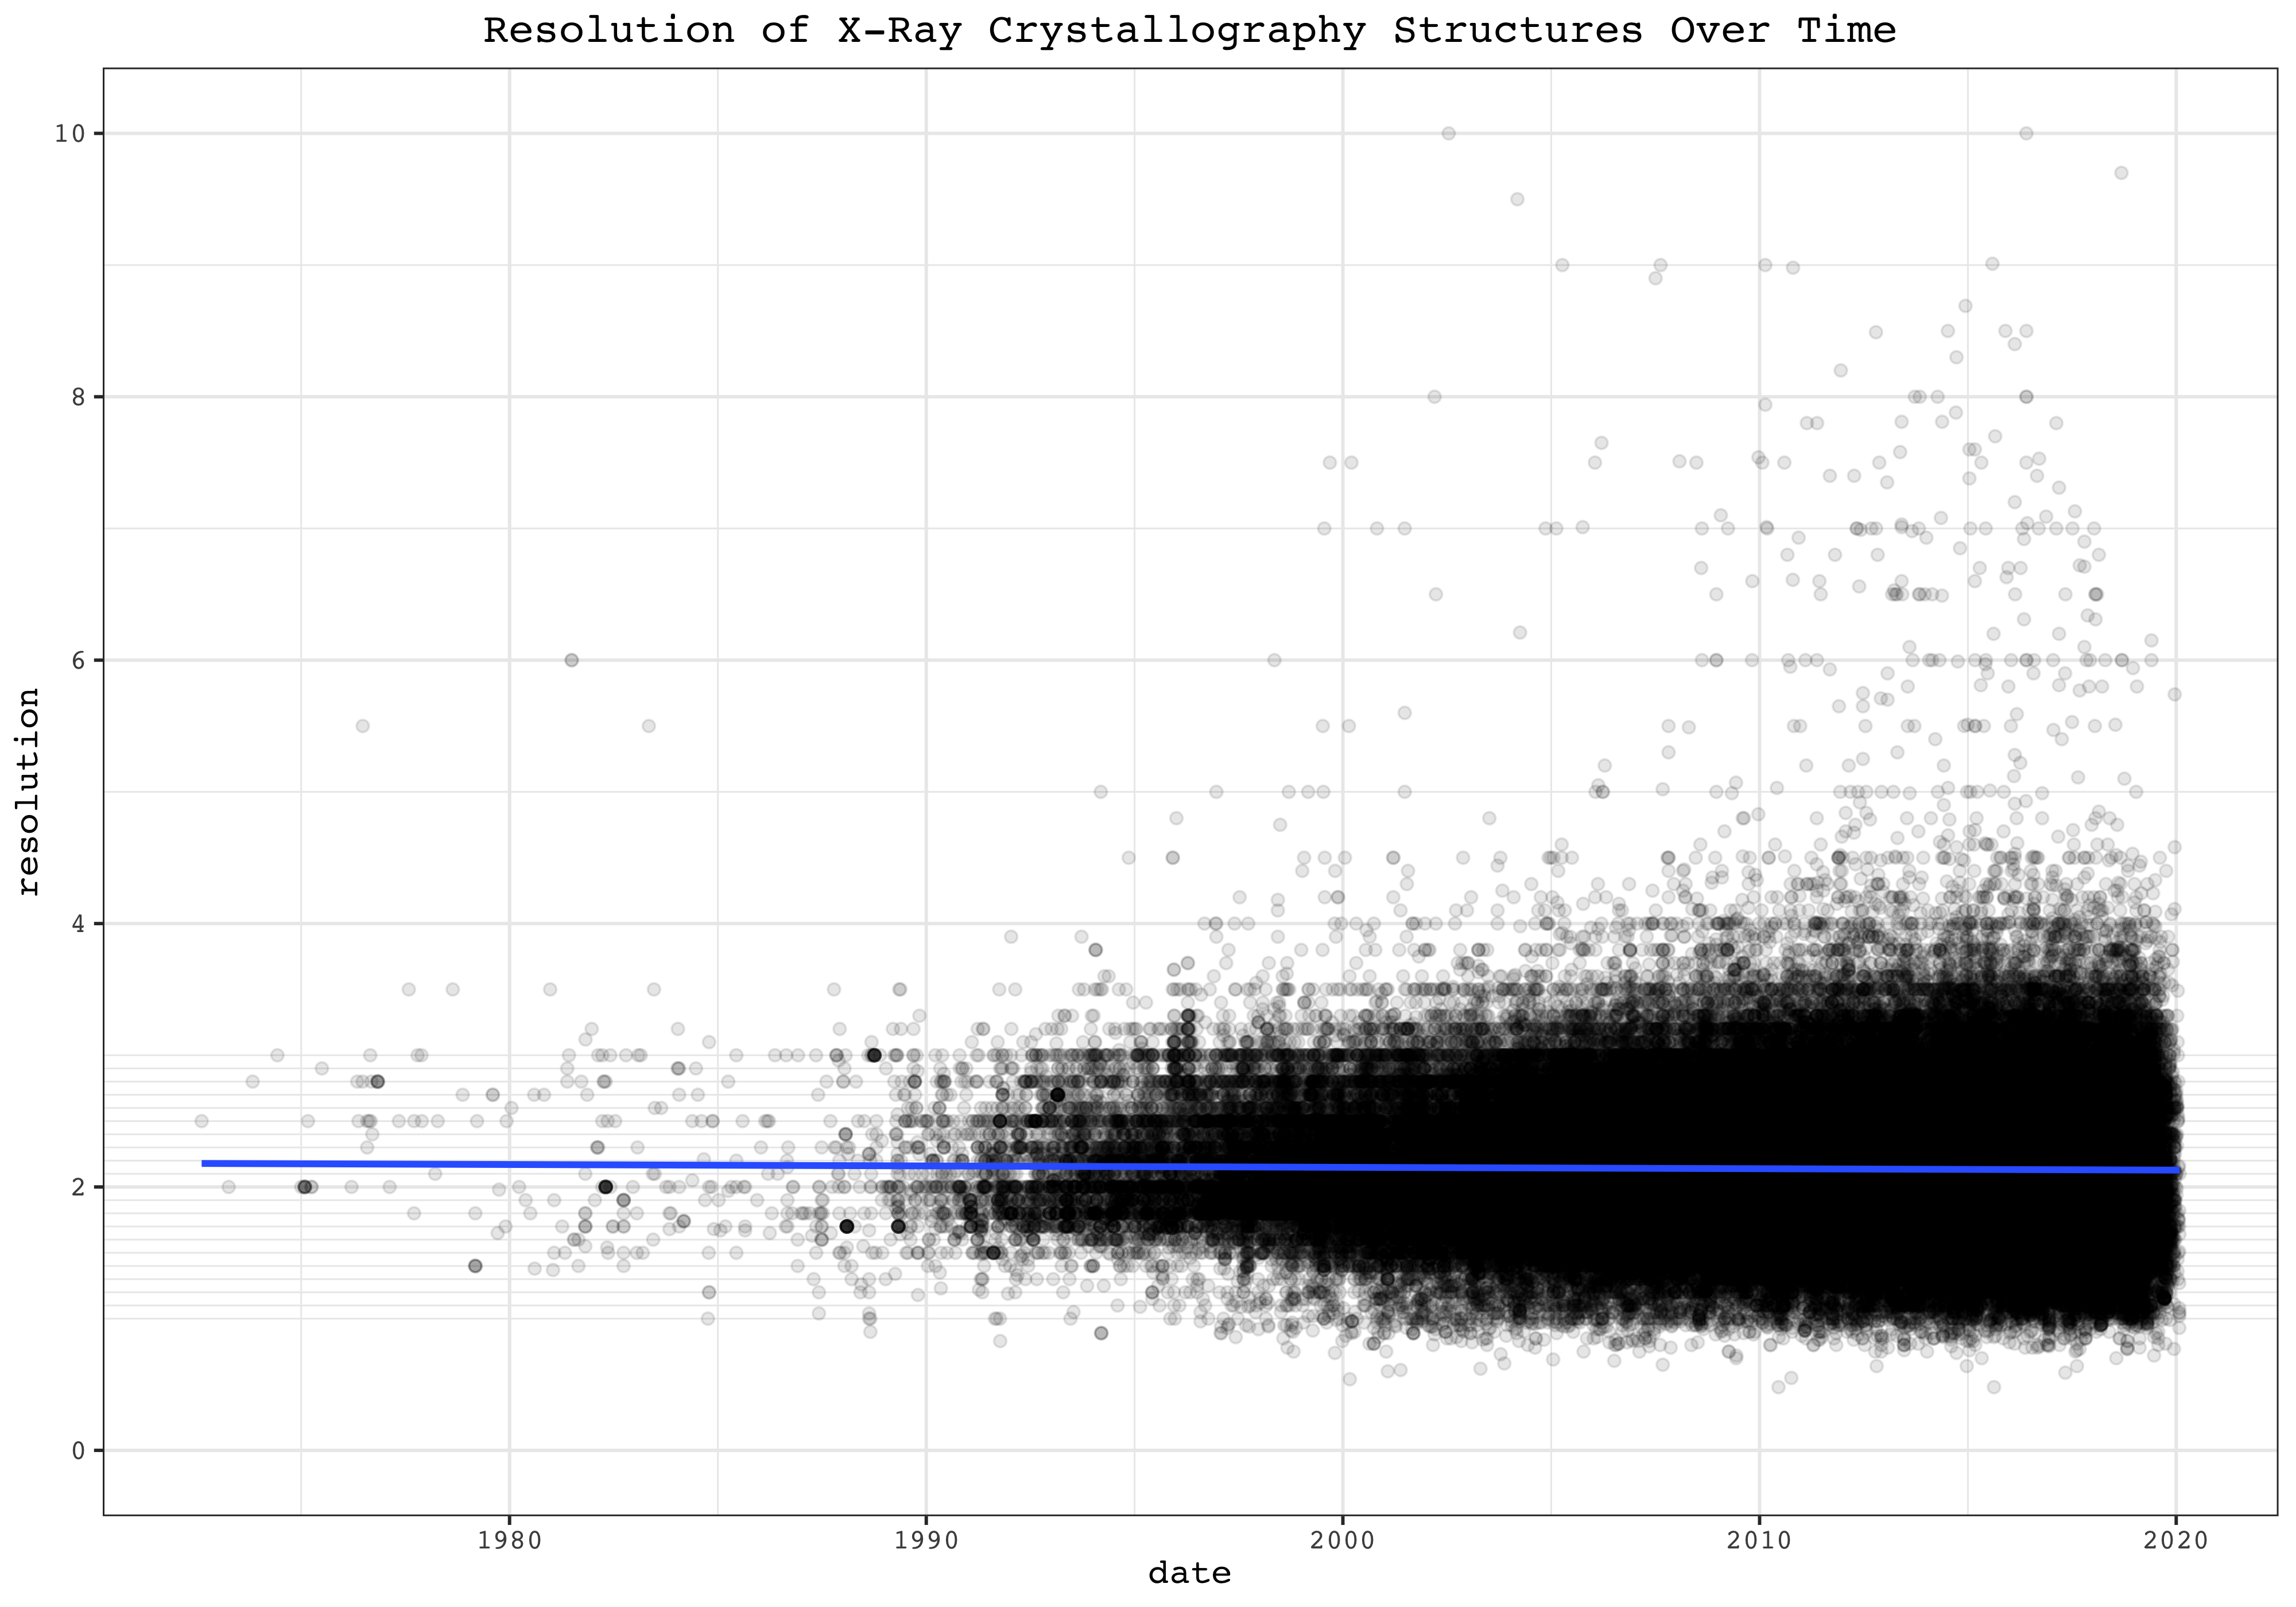 Resolution of X-Ray Crystallography Structures Over Time
10
8
6
4
2
0
resolution
1980 1990 2000 2010 2020
date